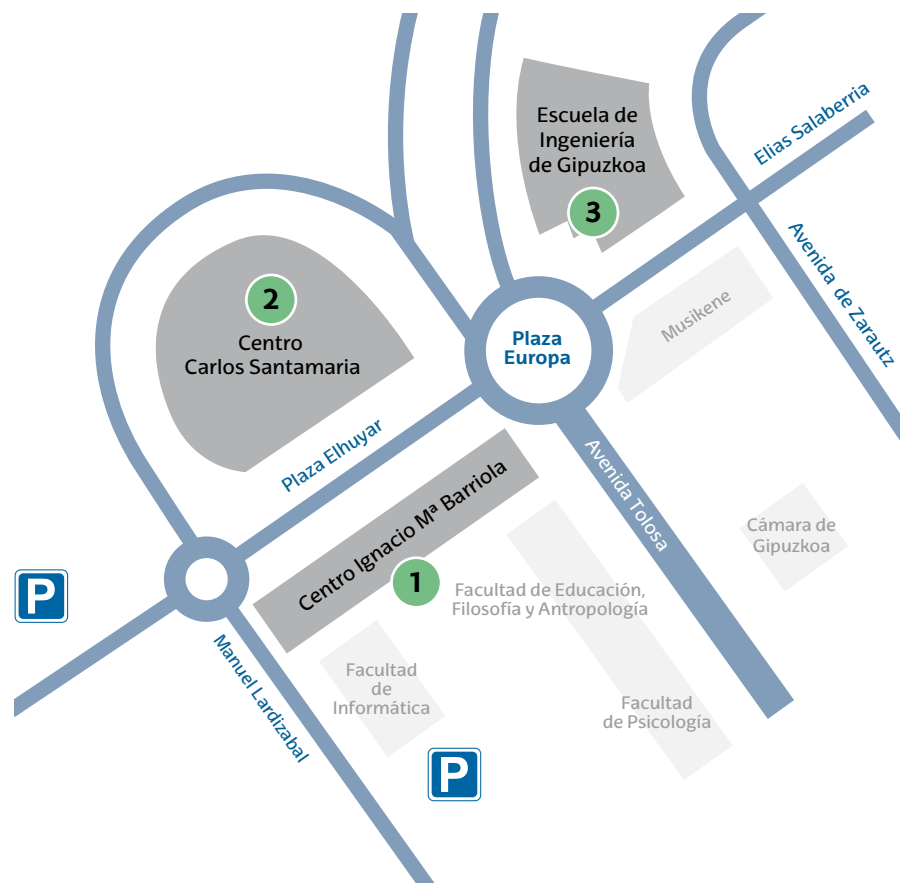 Escuela de
Ingeniería
de Gipuzkoa
3
Elias Salaberria
Avenida de Zarautz
2
Centro
Carlos Santamaria
Musikene
Plaza
Europa
Plaza Elhuyar
Avenida Tolosa
Centro Ignacio Mª Barriola
1
Cámara de
Gipuzkoa
Facultad de Educación,
Filosofía y Antropología
P
Manuel Lardizabal
Facultad
de
Informática
Facultad
de Psicología
P